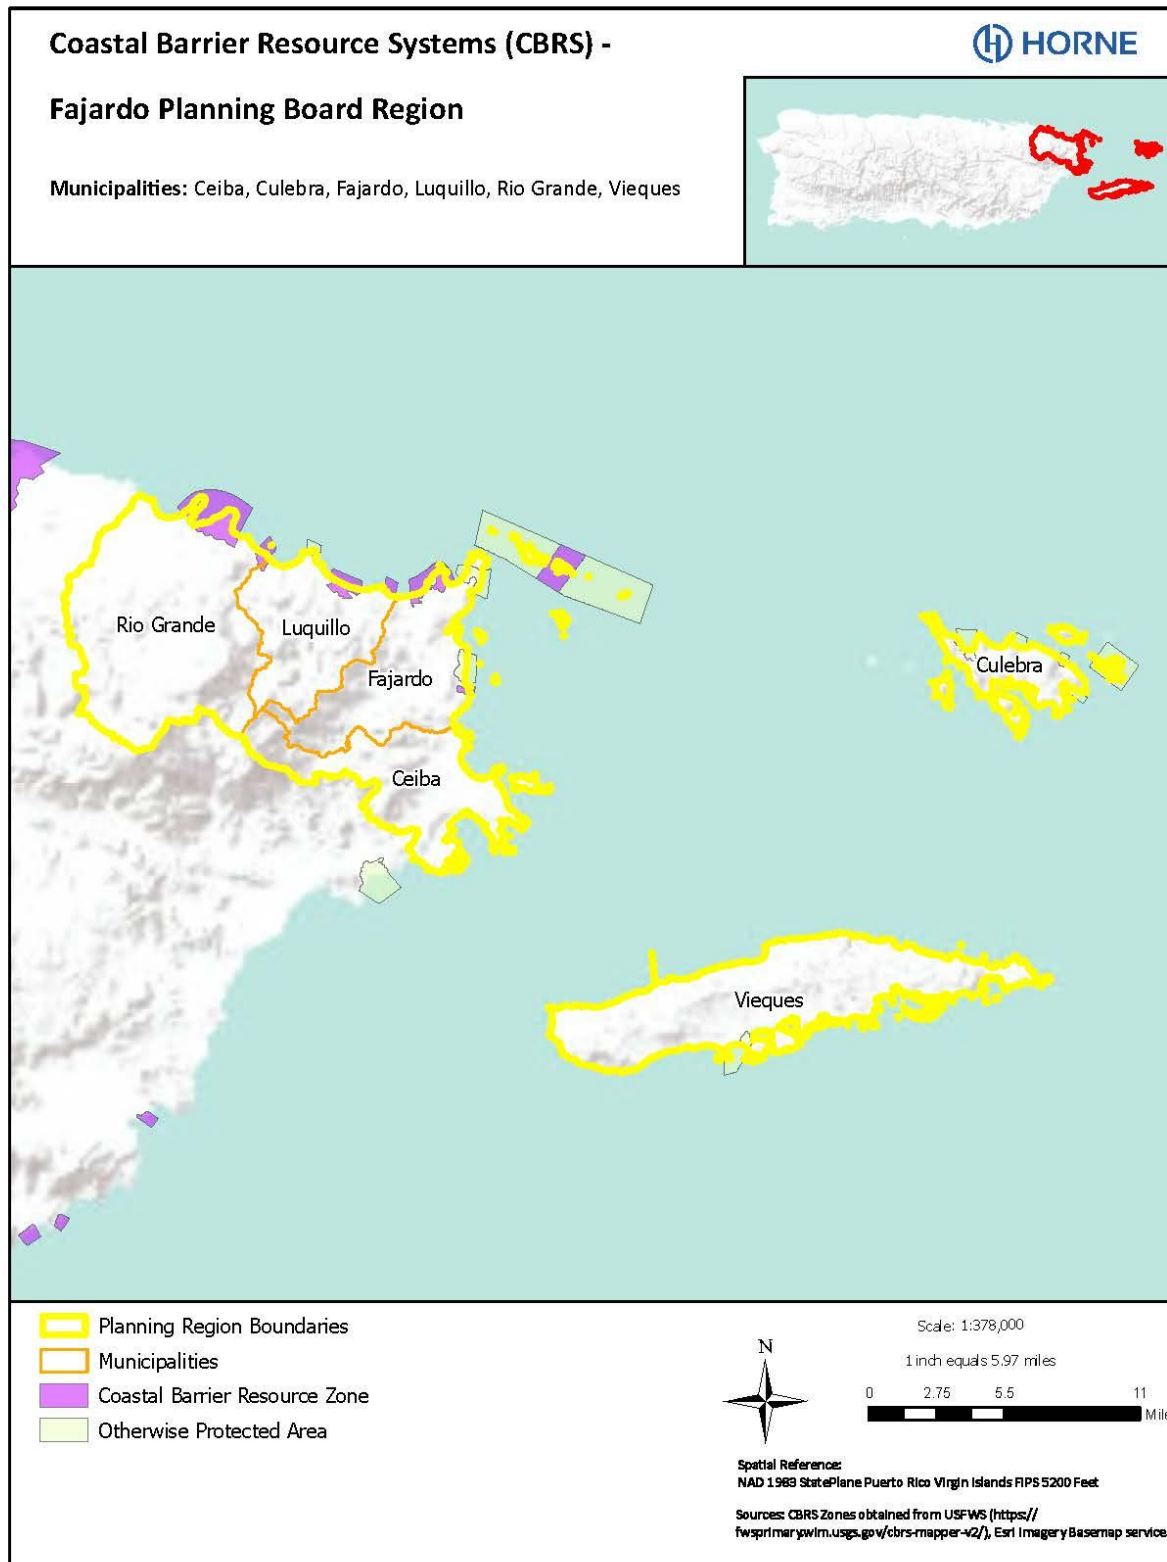 Coastal Barrier Resource Systems (CBRS) -
HORNE
Fajardo Planning Board Region
Municipalities: Ceiba, Culebra, Fajardo, Luquillo, Rio Grande, Vieques
Rio Grande
Luquillo
Fajardo
Culebra
Ceiba
Vieques
Planning Region Boundaries
Municipalities
Coastal Barrier Resource Zone
Otherwise Protected Area
N
Scale: 1:378,000
1 inch equals 5.97 miles
0 2.75 5.5 11
Mile
Spatial Reference:
NAD 1983 StatePlane Puerto Rico Virgin Islands FIPS 5200 Feet
Sources: CBRS Zones obtained from USFWS (https://
fwsprimary.wim.usgs.gov/cbrs-mapper-v2/), Esri Imagery Basemap service